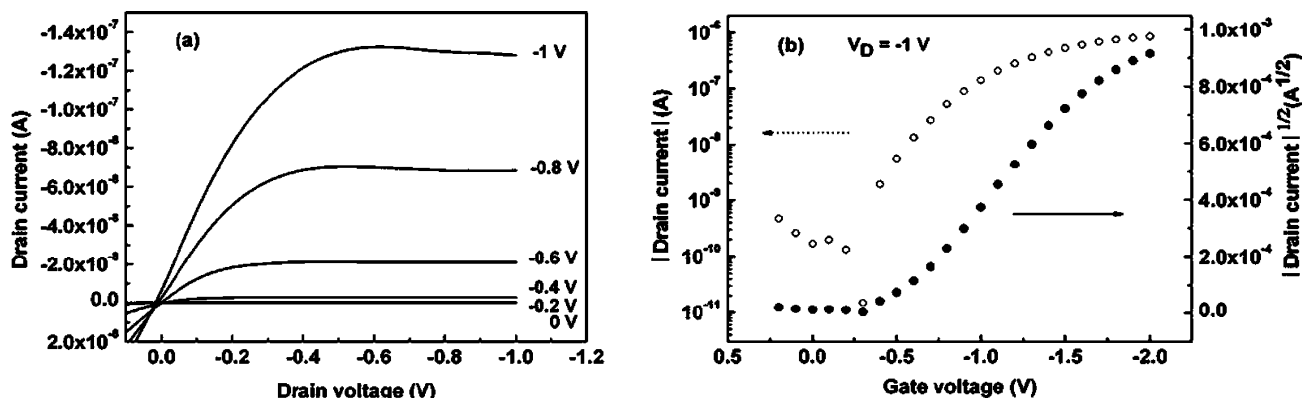 (a)
-1.4x10⁻⁷
-1.2x10⁻⁷
-1.0x10⁻⁷
-8.0x10⁻⁸
-6.0x10⁻⁸
-4.0x10⁻⁸
-2.0x10⁻⁸
0.0
2.0x10⁻⁸
Drain current (A)
-1 V
-0.8 V
-0.6 V
-0.4 V
-0.2 V
0 V
0.0 -0.2 -0.4 -0.6 -0.8 -1.0 -1.2
Drain voltage (V)
(b) V_D = -1 V
10⁻⁶
10⁻⁷
10⁻⁸
10⁻⁹
10⁻¹⁰
10⁻¹¹
| Drain current | (A)
1.0x10⁻³
8.0x10⁻⁴
6.0x10⁻⁴
4.0x10⁻⁴
2.0x10⁻⁴
0.0
| Drain current | ^1/2 (A^1/2)
0.5 0.0 -0.5 -1.0 -1.5 -2.0
Gate voltage (V)